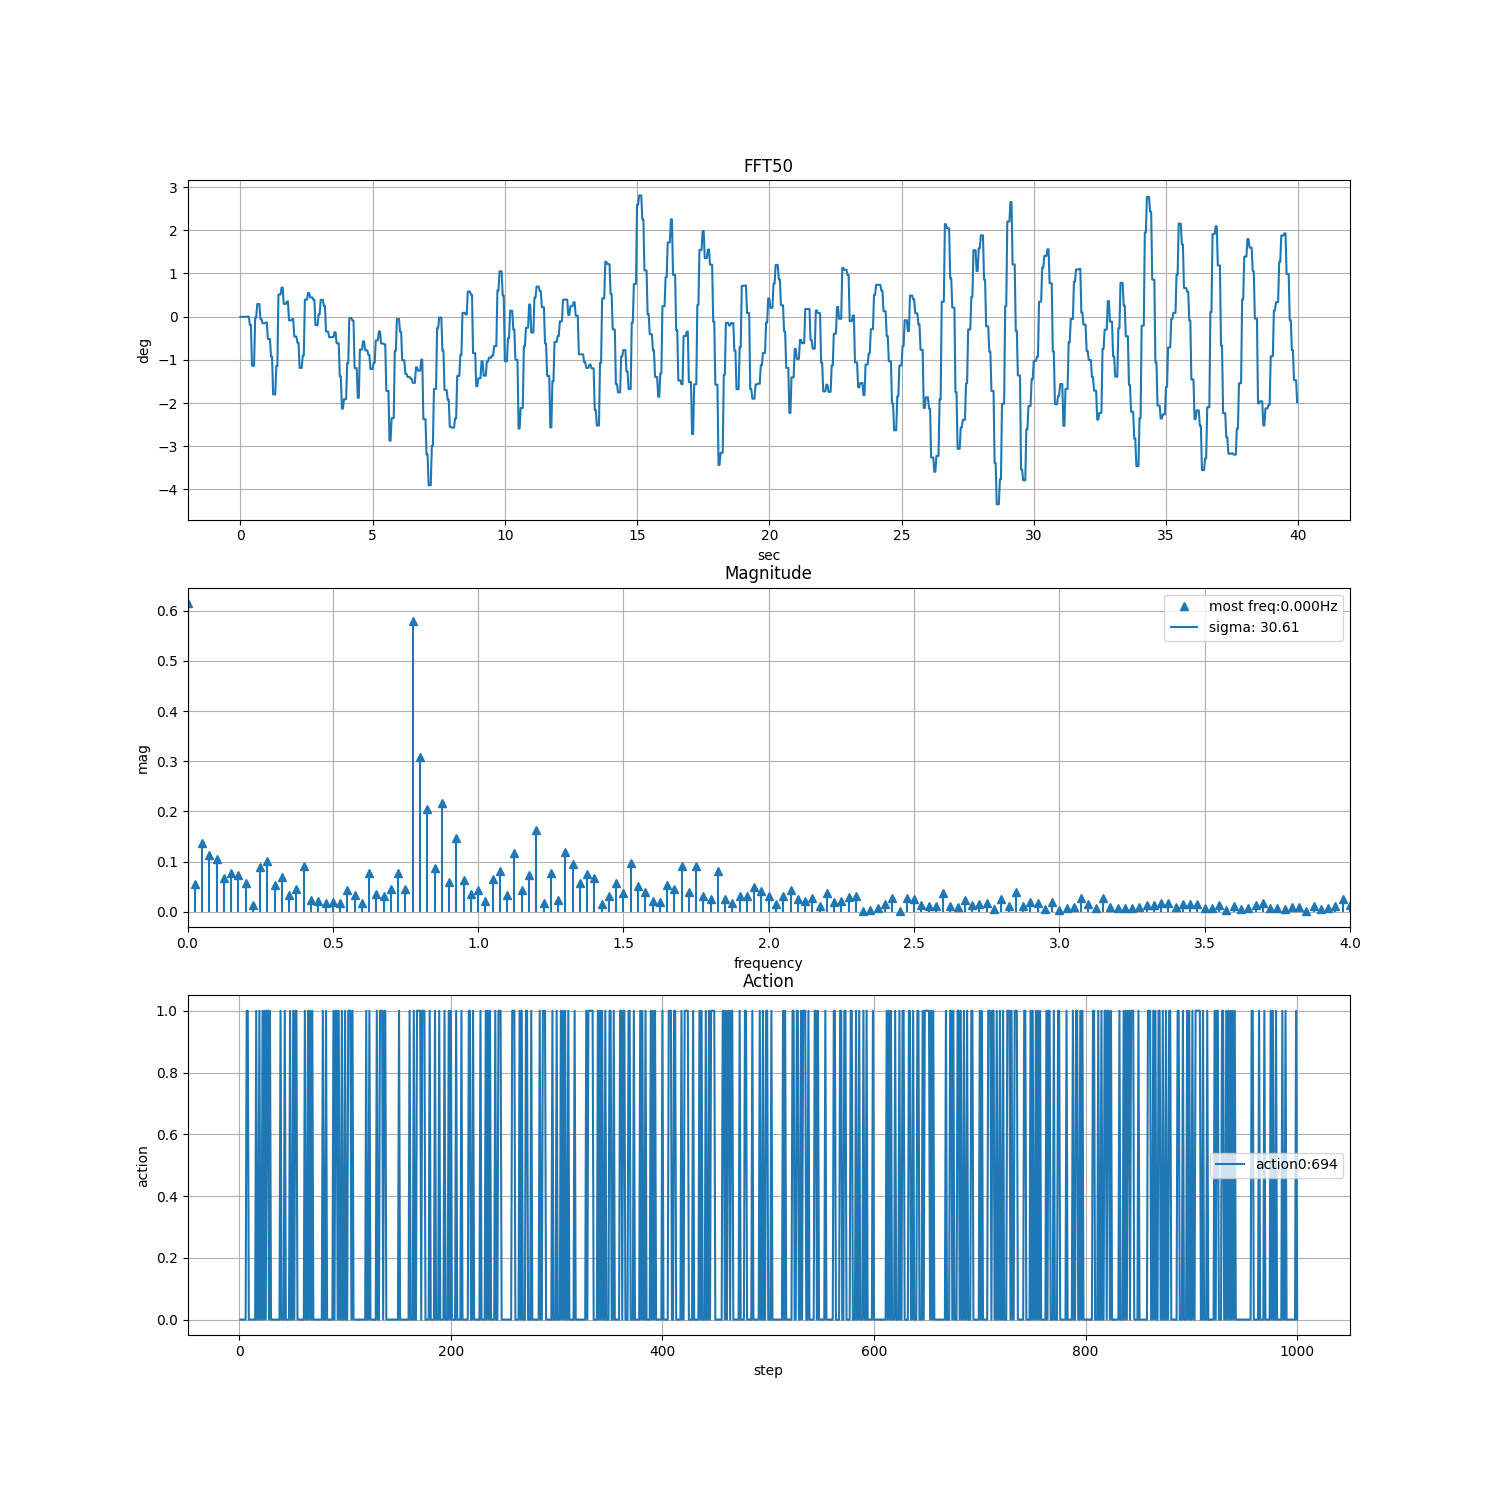 FFT50
3
2
1
0
−1
−2
−3
−4
deg
0 5 10 15 20 25 30 35 40
sec
Magnitude
most freq:0.000Hz
sigma: 30.61
0.6
0.5
0.4
0.3
0.2
0.1
0.0
mag
0.0 0.5 1.0 1.5 2.0 2.5 3.0 3.5 4.0
frequency
Action
1.0
0.8
0.6
0.4
0.2
0.0
action
action0:694
0 200 400 600 800 1000
step